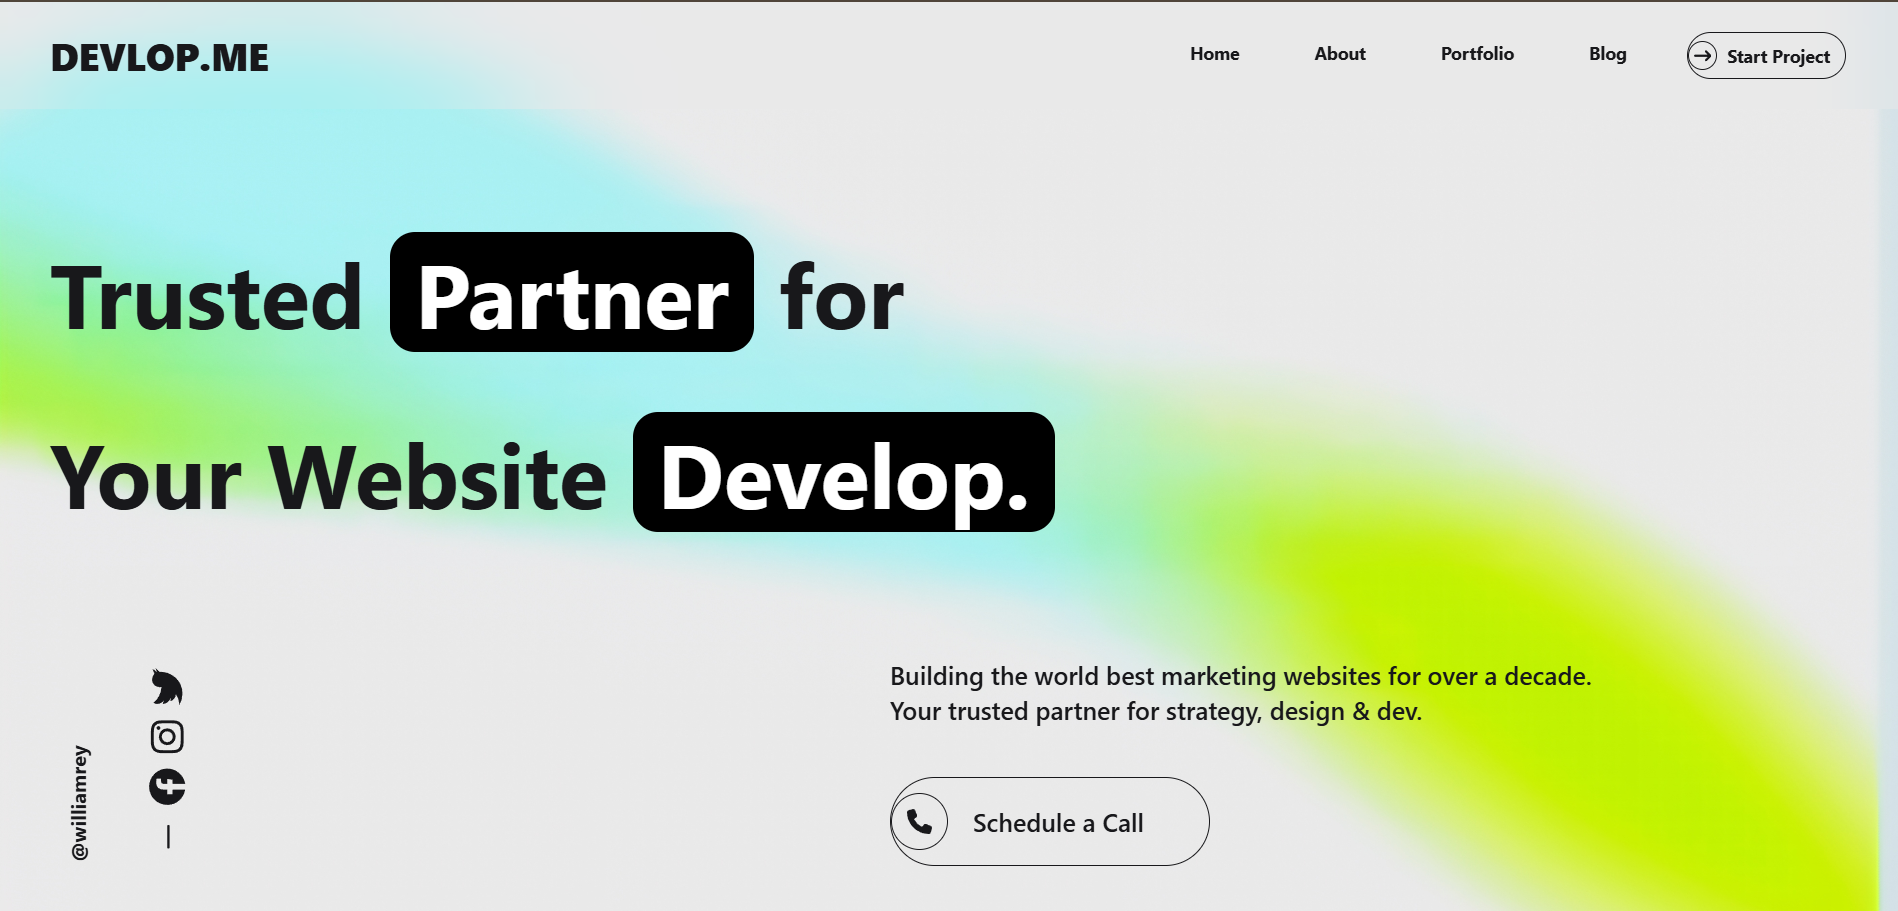 DEVLOP.ME
Home About Portfolio Blog Start Project
Trusted Partner for
Your Website Develop.
Building the world best marketing websites for over a decade.
Your trusted partner for strategy, design & dev.
@williamrey
Schedule a Call